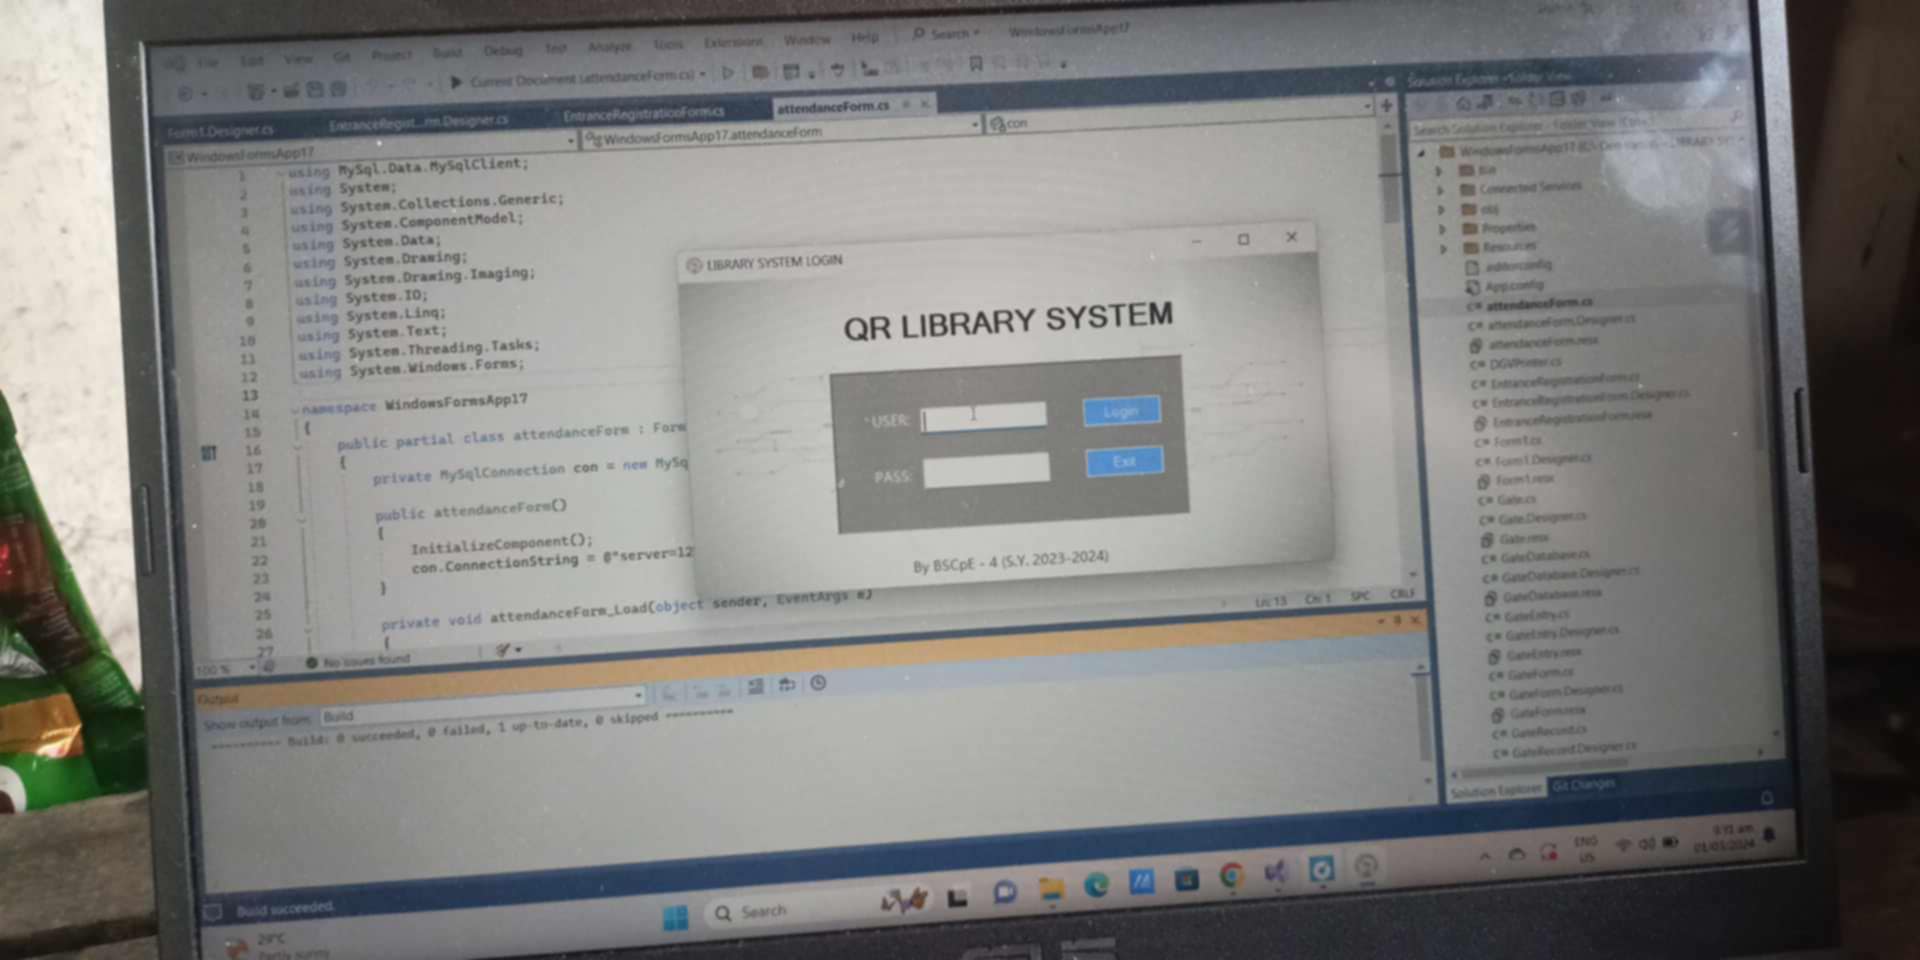 File Edit View Git Project Build Debug Test Analyze Tools Extensions Window Help Search WindowsFormsApp17
Current Document (attendanceForm.cs)
Form1.Designer.cs EntranceRegist...rm.Designer.cs EntranceRegistrationForm.cs attendanceForm.cs
WindowsFormsApp17 WindowsFormsApp17.attendanceForm con
1 using MySql.Data.MySqlClient;
2 using System;
3 using System.Collections.Generic;
4 using System.ComponentModel;
5 using System.Data;
6 using System.Drawing;
7 using System.Drawing.Imaging;
8 using System.IO;
9 using System.Linq;
10 using System.Text;
11 using System.Threading.Tasks;
12 using System.Windows.Forms;
13
14 namespace WindowsFormsApp17
15 {
16 public partial class attendanceForm : Form
17 {
18 private MySqlConnection con = new MySq
19
20 public attendanceForm()
21 {
22 InitializeComponent();
23 con.ConnectionString = @"server=12
24 }
25
26 private void attendanceForm_Load(object sender, EventArgs e)
27 {
100 % No issues found
Ln: 13 Ch: 1 SPC CRLF
LIBRARY SYSTEM LOGIN
QR LIBRARY SYSTEM
USER: Login
PASS: Exit
By BSCpE - 4 (S.Y. 2023-2024)
Output
Show output from: Build
---------- Build: 0 succeeded, 0 failed, 1 up-to-date, 0 skipped ----------
Solution Explorer - Folder View
Search Solution Explorer - Folder View
WindowsFormsApp17
bin
Connected Services
obj
Properties
Resources
.editorconfig
App.config
attendanceForm.cs
attendanceForm.Designer.cs
attendanceForm.resx
DGVPrinter.cs
EntranceRegistrationForm.cs
EntranceRegistrationForm.Designer.cs
EntranceRegistrationForm.resx
Form1.cs
Form1.Designer.cs
Form1.resx
Gate.cs
Gate.Designer.cs
Gate.resx
GateDatabase.cs
GateDatabase.Designer.cs
GateDatabase.resx
GateEntry.cs
GateEntry.Designer.cs
GateEntry.resx
GateForm.cs
GateForm.Designer.cs
GateForm.resx
GateRecord.cs
GateRecord.Designer.cs
Solution Explorer Git Changes
Build succeeded.
29°C
Partly sunny
Search
ENG
US